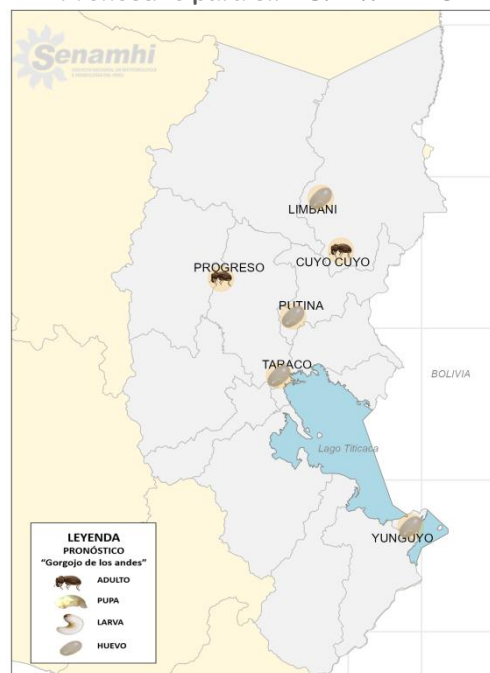 Senamhi
LIMBANI
CUYO CUYO
PROGRESO
PUTINA
TARACO
BOLIVIA
Lago Titicaca
YUNGUYO
LEYENDA
PRONÓSTICO
"Gorgojo de los andes"
ADULTO
PUPA
LARVA
HUEVO